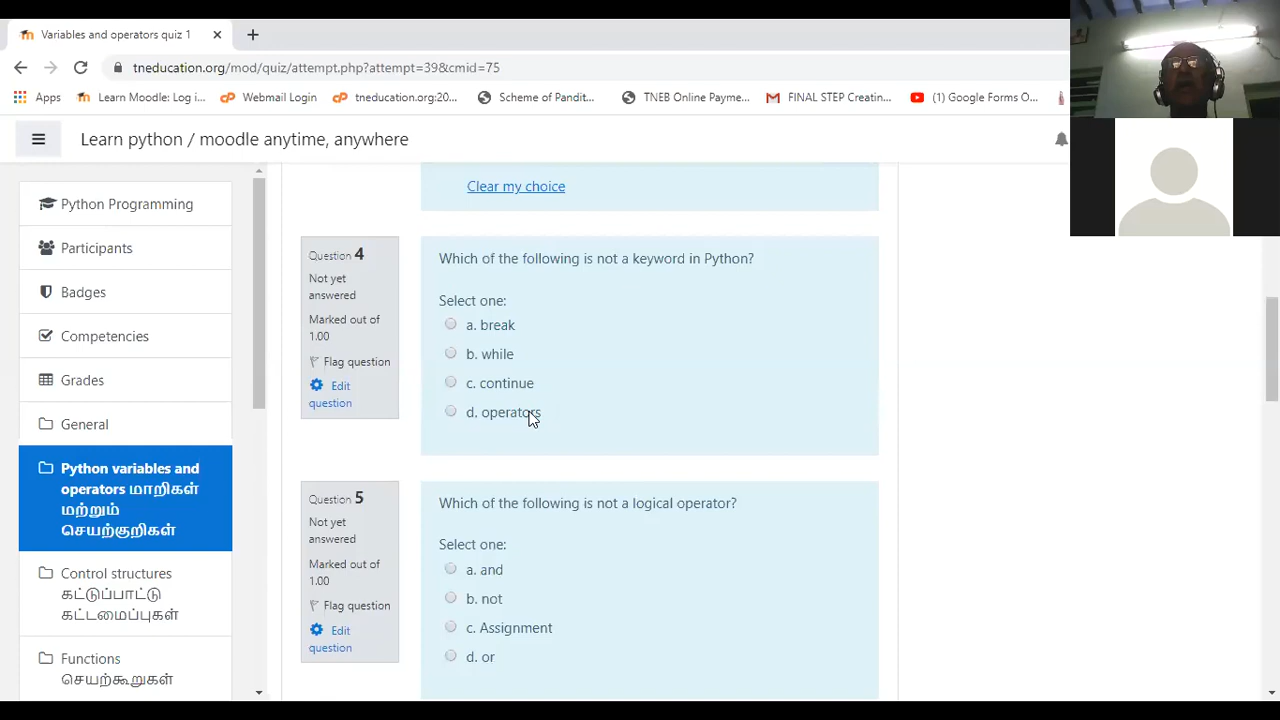 Variables and operators quiz 1
tneducation.org/mod/quiz/attempt.php?attempt=39&cmid=75
Apps Learn Moodle: Log i... Webmail Login tneducation.org:20... Scheme of Pandit... TNEB Online Payme... FINAL STEP Creatin... (1) Google Forms O...
Learn python / moodle anytime, anywhere
Python Programming
Participants
Badges
Competencies
Grades
General
Python variables and
operators மாறிகள்
மற்றும்
செயற்குறிகள்
Control structures
கட்டுப்பாட்டு
கட்டமைப்புகள்
Functions
செயற்கூறுகள்
Clear my choice
Question 4
Not yet
answered
Marked out of
1.00
Flag question
Edit
question
Which of the following is not a keyword in Python?
Select one:
a. break
b. while
c. continue
d. operators
Question 5
Not yet
answered
Marked out of
1.00
Flag question
Edit
question
Which of the following is not a logical operator?
Select one:
a. and
b. not
c. Assignment
d. or